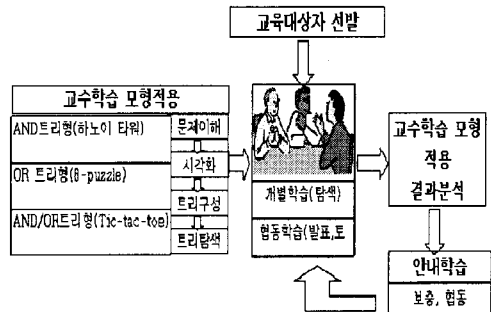 교육대상자 선발
교수학습 모형적용
AND트리형(하노이 타워)
OR 트리형(8-puzzle)
AND/OR트리형(Tic-tac-toe)
문제이해
시각화
트리구성
트리탐색
개별학습(탐색)
협동학습(발표,토
교수학습 모형
적용
결과분석
안내학습
보충, 협동